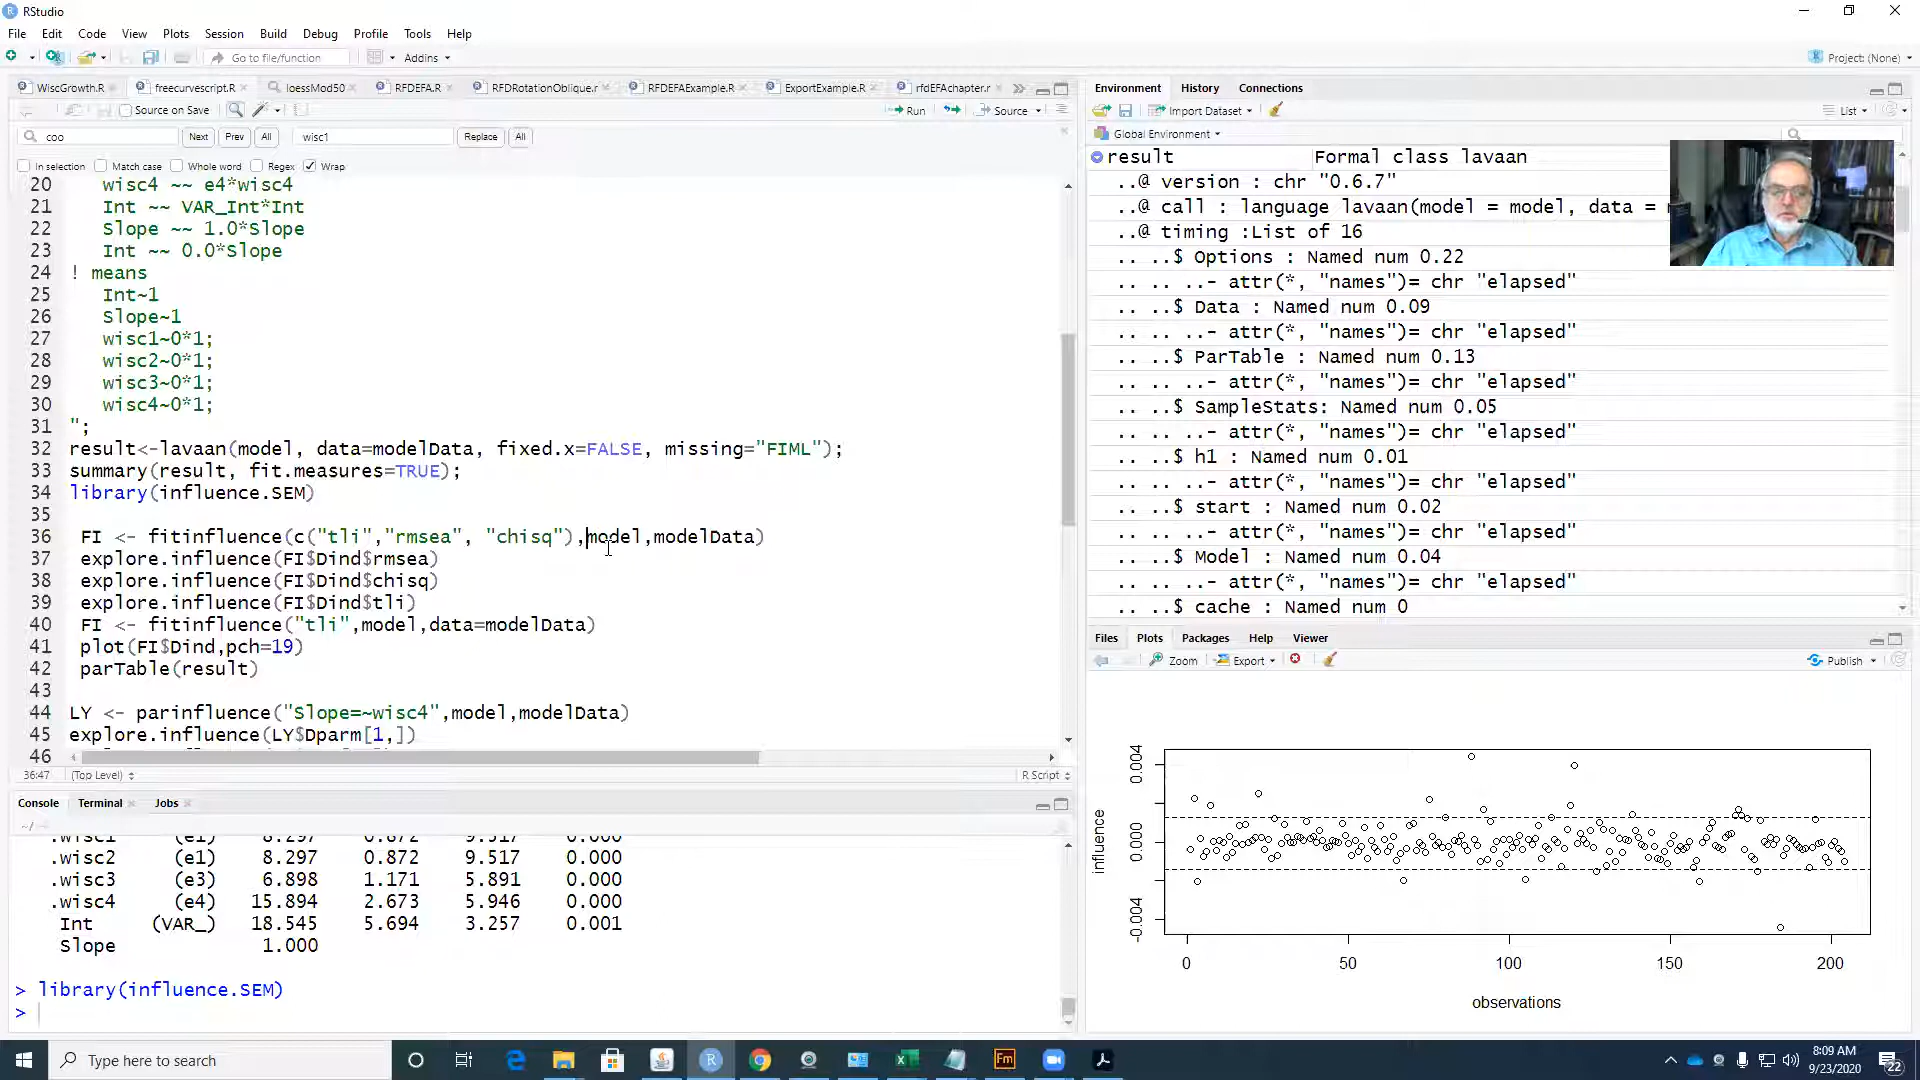 RStudio
File Edit Code View Plots Session Build Debug Profile Tools Help
Go to file/function
Addins
Project: (None)
WiscGrowth.R
freecurvescript.R
loessMod50
RFDEFA.R
RFDRotationOblique.r
RFDEFAExample.R
ExportExample.R
rfdEFAchapter.r
Source on Save
Run
Source
coo
Next
Prev
All
wisc1
Replace
All
In selection
Match case
Whole word
Regex
Wrap
20 wisc4 ~~ e4*wisc4
21 Int ~~ VAR_Int*Int
22 Slope ~~ 1.0*Slope
23 Int ~~ 0.0*Slope
24 ! means
25 Int~1
26 Slope~1
27 wisc1~0*1;
28 wisc2~0*1;
29 wisc3~0*1;
30 wisc4~0*1;
31 ";
32 result<-lavaan(model, data=modelData, fixed.x=FALSE, missing="FIML");
33 summary(result, fit.measures=TRUE);
34 library(influence.SEM)
35
36 FI <- fitinfluence(c("tli","rmsea", "chisq"),model,modelData)
37 explore.influence(FI$Dind$rmsea)
38 explore.influence(FI$Dind$chisq)
39 explore.influence(FI$Dind$tli)
40 FI <- fitinfluence("tli",model,data=modelData)
41 plot(FI$Dind,pch=19)
42 parTable(result)
43
44 LY <- parinfluence("Slope=~wisc4",model,modelData)
45 explore.influence(LY$Dparm[1,])
46
36:47 (Top Level) R Script
Console Terminal Jobs
~/
.wisc1 (e1) 8.297 0.872 9.517 0.000
.wisc2 (e1) 8.297 0.872 9.517 0.000
.wisc3 (e3) 6.898 1.171 5.891 0.000
.wisc4 (e4) 15.894 2.673 5.946 0.000
Int (VAR_) 18.545 5.694 3.257 0.001
Slope 1.000
> library(influence.SEM)
>
Environment History Connections
Import Dataset
List
Global Environment
result Formal class lavaan
..@ version : chr "0.6.7"
..@ call : language lavaan(model = model, data =
..@ timing :List of 16
.. ..$ Options : Named num 0.22
.. .. ..- attr(*, "names")= chr "elapsed"
.. ..$ Data : Named num 0.09
.. .. ..- attr(*, "names")= chr "elapsed"
.. ..$ ParTable : Named num 0.13
.. .. ..- attr(*, "names")= chr "elapsed"
.. ..$ SampleStats: Named num 0.05
.. .. ..- attr(*, "names")= chr "elapsed"
.. ..$ h1 : Named num 0.01
.. .. ..- attr(*, "names")= chr "elapsed"
.. ..$ start : Named num 0.02
.. .. ..- attr(*, "names")= chr "elapsed"
.. ..$ Model : Named num 0.04
.. .. ..- attr(*, "names")= chr "elapsed"
.. ..$ cache : Named num 0
Files Plots Packages Help Viewer
Zoom
Export
Publish
influence
0.004
0.000
-0.004
0 50 100 150 200
observations
Type here to search
Fm
8:09 AM
9/23/2020
22